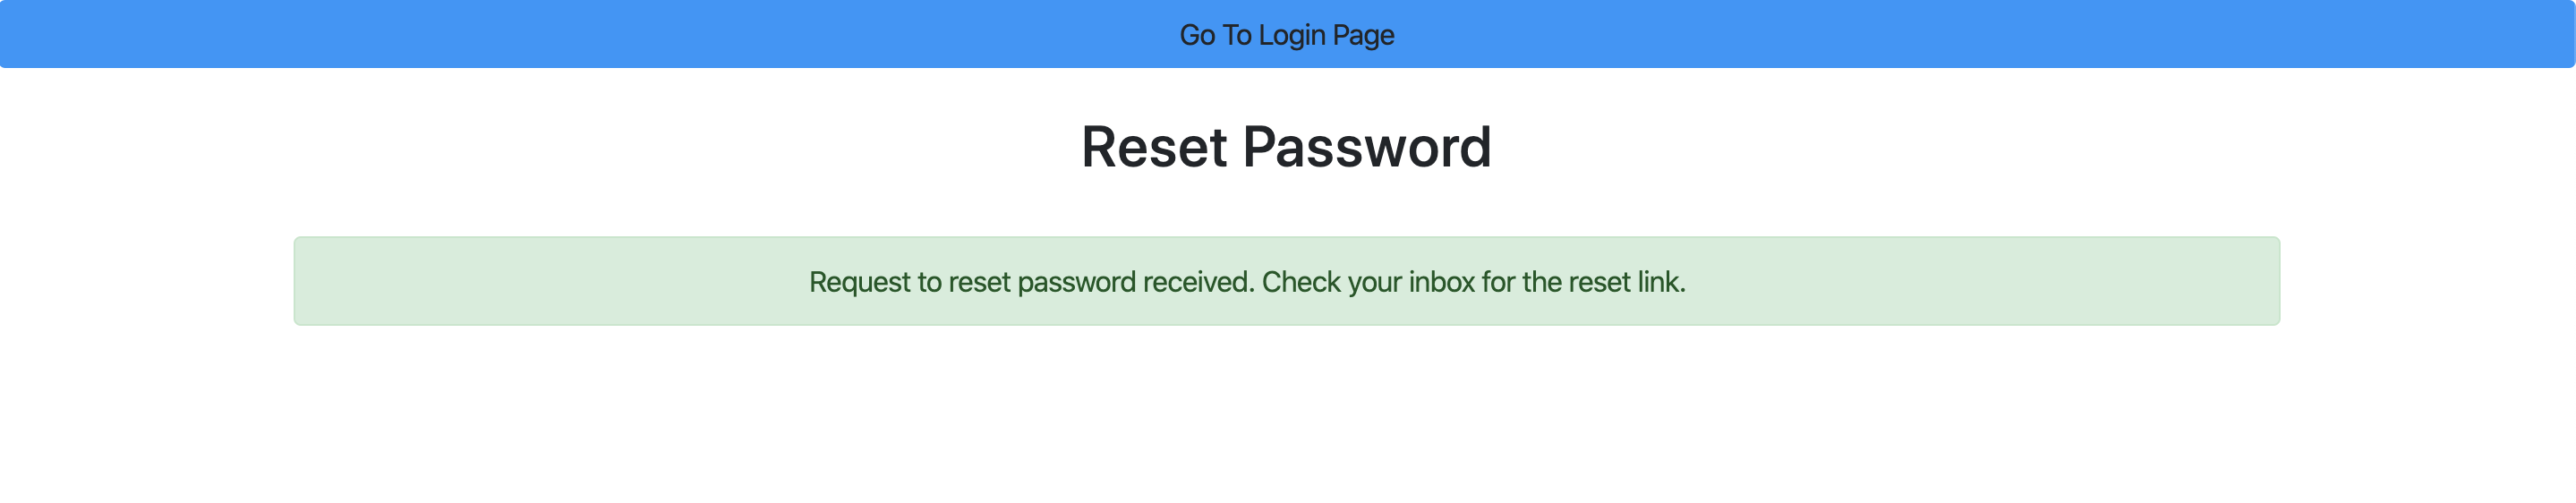 Go To Login Page
Reset Password
Request to reset password received. Check your inbox for the reset link.